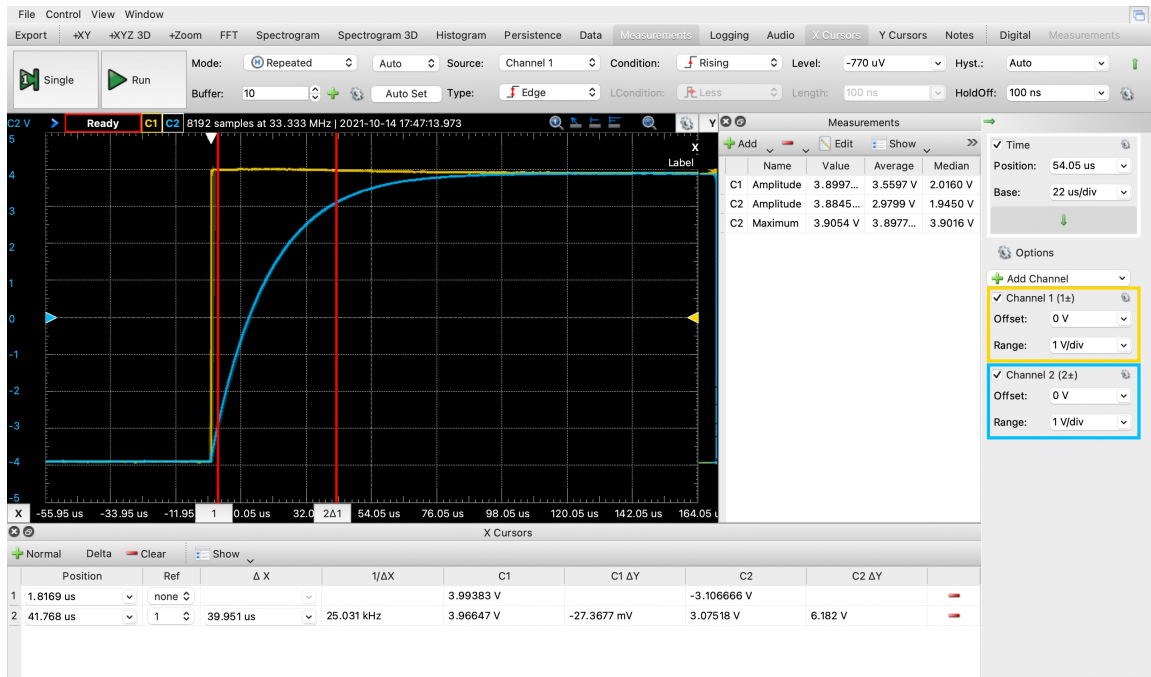 File Control View Window
Export +XY +XYZ 3D +Zoom FFT Spectrogram Spectrogram 3D Histogram Persistence Data Measurements Logging Audio X Cursors Y Cursors Notes Digital Measurements
Single Run
Mode: Repeated Auto Source: Channel 1 Condition: Rising Level: -770 uV Hyst.: Auto
Buffer: 10 Auto Set Type: Edge LCondition: Less Length: 100 ns HoldOff: 100 ns
C2 V Ready C1 C2 8192 samples at 33.333 MHz | 2021-10-14 17:47:13.973 Y
X
Label
5
4
3
2
1
0
-1
-2
-3
-4
-5
X -55.95 us -33.95 us -11.95 1 0.05 us 32.0 2Δ1 54.05 us 76.05 us 98.05 us 120.05 us 142.05 us 164.05 u
Measurements
Add Edit Show »
Name Value Average Median
C1 Amplitude 3.8997... 3.5597 V 2.0160 V
C2 Amplitude 3.8845... 2.9799 V 1.9450 V
C2 Maximum 3.9054 V 3.8977... 3.9016 V
Time
Position: 54.05 us
Base: 22 us/div
Options
Add Channel
Channel 1 (1±)
Offset: 0 V
Range: 1 V/div
Channel 2 (2±)
Offset: 0 V
Range: 1 V/div
X Cursors
Normal Delta Clear Show
Position Ref Δ X 1/ΔX C1 C1 ΔY C2 C2 ΔY
1 1.8169 us none 3.99383 V -3.106666 V
2 41.768 us 1 39.951 us 25.031 kHz 3.96647 V -27.3677 mV 3.07518 V 6.182 V